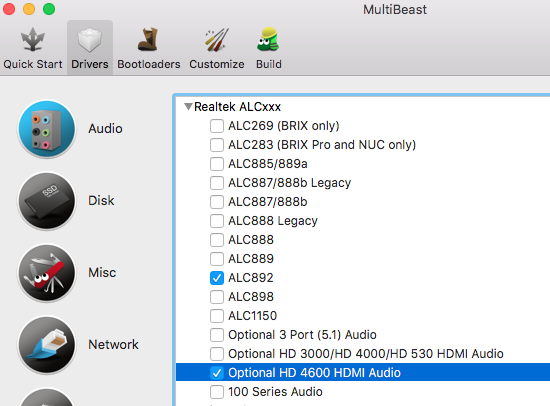 MultiBeast
Quick Start Drivers Bootloaders Customize Build
Audio
Disk
Misc
Network
Realtek ALCxxx
ALC269 (BRIX only)
ALC283 (BRIX Pro and NUC only)
ALC885/889a
ALC887/888b Legacy
ALC887/888b
ALC888 Legacy
ALC888
ALC889
ALC892
ALC898
ALC1150
Optional 3 Port (5.1) Audio
Optional HD 3000/HD 4000/HD 530 HDMI Audio
Optional HD 4600 HDMI Audio
100 Series Audio